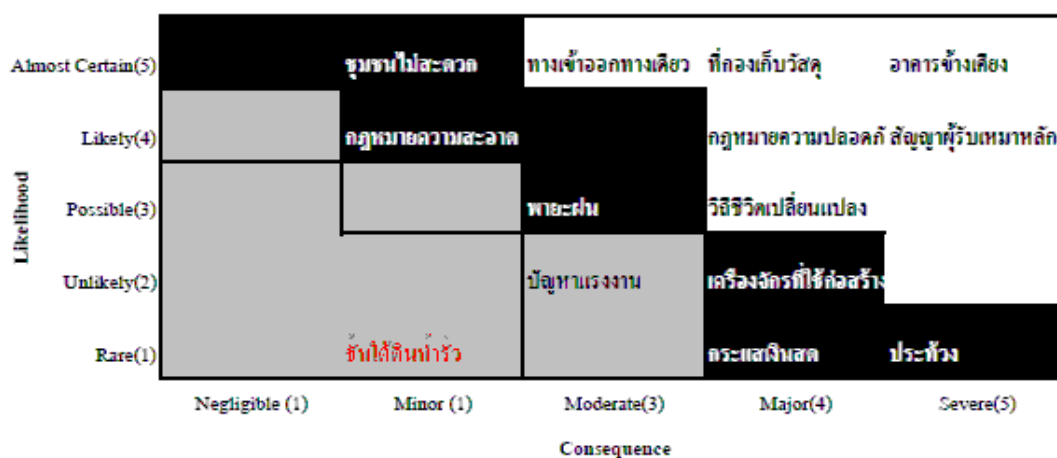 Almost Certain(5) ชุมชนไม่สะดวก ทางเข้าออกทางเดียว ที่กองเก็บวัสดุ อาคารข้างเคียง
Likely(4) กฎหมายความสะอาด กฎหมายความปลอดภั สัญญาผู้รับเหมาหลัก
Likelihood
Possible(3) พายุฝน วิถีชีวิตเปลี่ยนแปลง
Unlikely(2) ปัญหาแรงงาน เครื่องจักรที่ใช้ก่อสร้าง
Rare(1) ชั้นใต้ดินน้ำรั่ว กระแสเงินสด ประท้วง
Negligible (1) Minor (1) Moderate(3) Major(4) Severe(5)
Consequence